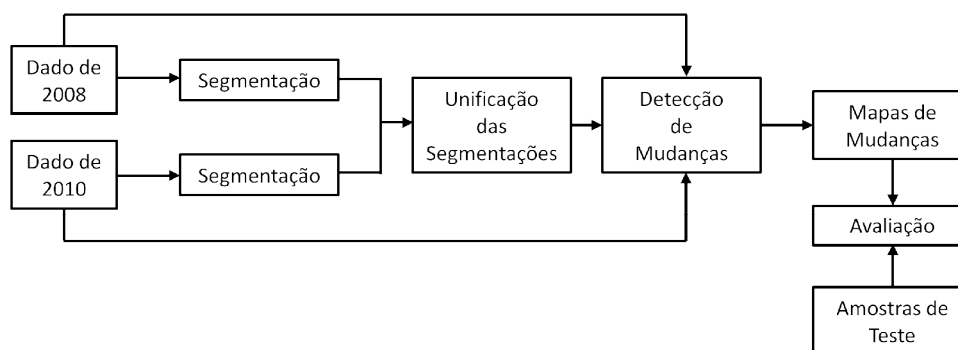 Dado de
2008
Segmentação
Unificação
das
Segmentações
Detecção
de
Mudanças
Mapas de
Mudanças
Dado de
2010
Segmentação
Avaliação
Amostras de
Teste